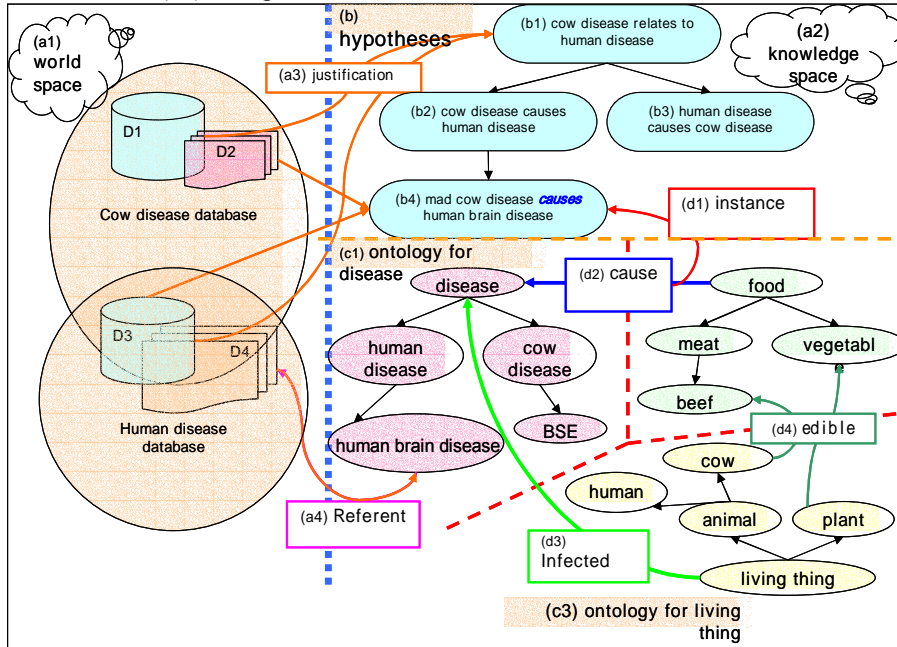 (a1)
world
space
(b)
hypotheses
(b1) cow disease relates to
human disease
(a2)
knowledge
space
(a3) justification
D1
D2
Cow disease database
(b2) cow disease causes
human disease
(b3) human disease
causes cow disease
(b4) mad cow disease causes
human brain disease
(d1) instance
(c1) ontology for
disease
(d2) cause
disease
food
human
disease
cow
disease
meat
vegetabl
beef
D3
D4
Human disease
database
human brain disease
BSE
(d4) edible
cow
human
animal
plant
(a4) Referent
(d3)
Infected
living thing
(c3) ontology for living
thing